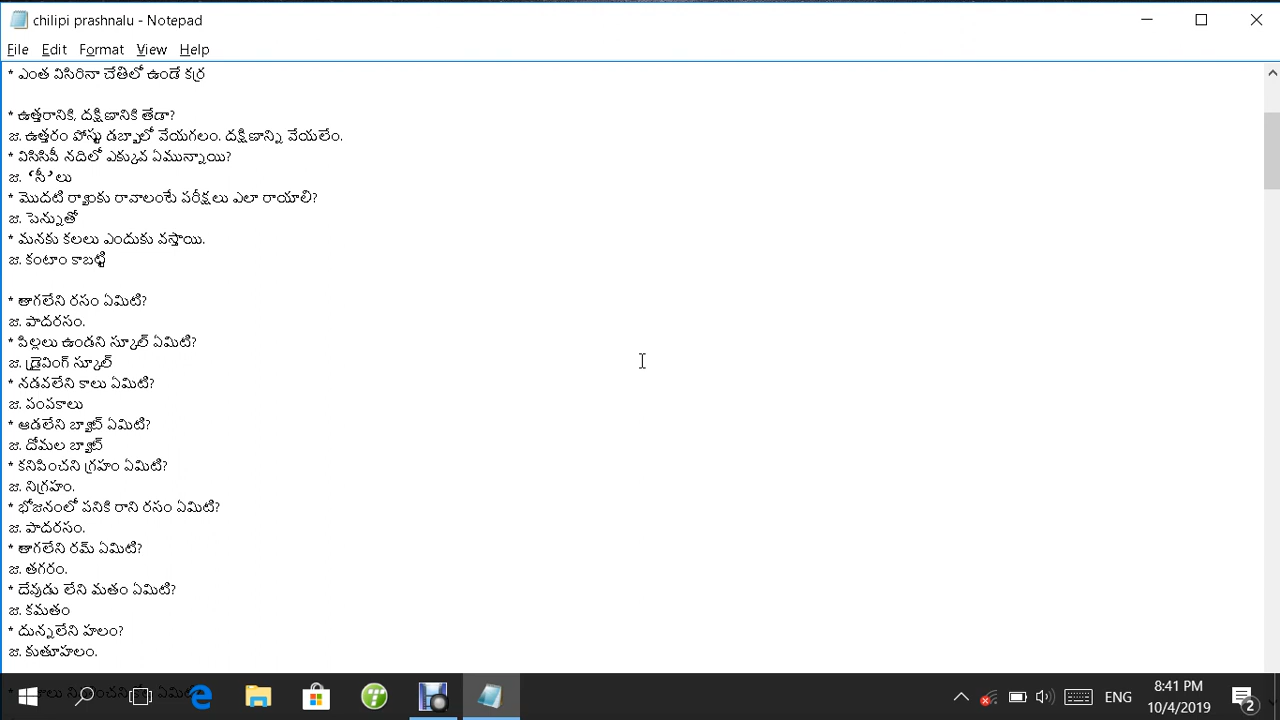 chilipi prashnalu - Notepad
File Edit Format View Help
* ఎంత విసిరినా చేతిలో ఉండే కర్ర
* ఉత్తరానికి, దక్షిణానికి తేడా?
జ. ఉత్తరం పోస్టు డబ్బాలో వేయగలం. దక్షిణాన్ని వేయలేం.
* విసిసిపీ నదిలో ఎక్కువ ఏమున్నాయి?
జ. ‘సి’లు
* మొదటి ర్యాంకు రావాలంటే పరీక్షలు ఎలా రాయాలి?
జ. పెన్నుతో
* మనకు కలలు ఎందుకు వస్తాయి.
జ. కంటాం కాబట్టి
* తాగలేని రసం ఏమిటి?
జ. పాదరసం.
* పిల్లలు ఉండని స్కూల్ ఏమిటి?
జ. డ్రైవింగ్ స్కూల్
* నడవలేని కాలు ఏమిటి?
జ. పంపకాలు
* ఆడలేని బ్యాట్ ఏమిటి?
జ. దోమల బ్యాట్
* కనిపించని గ్రహం ఏమిటి?
జ. నిగ్రహం.
* భోజనంలో పనికి రాని రసం ఏమిటి?
జ. పాదరసం.
* తాగలేని రమ్ ఏమిటి?
జ. తగరం.
* దేవుడు లేని మతం ఏమిటి?
జ. కమతం
* దున్నలేని హలం?
జ. కుతూహలం.
ENG
8:41 PM
10/4/2019
2